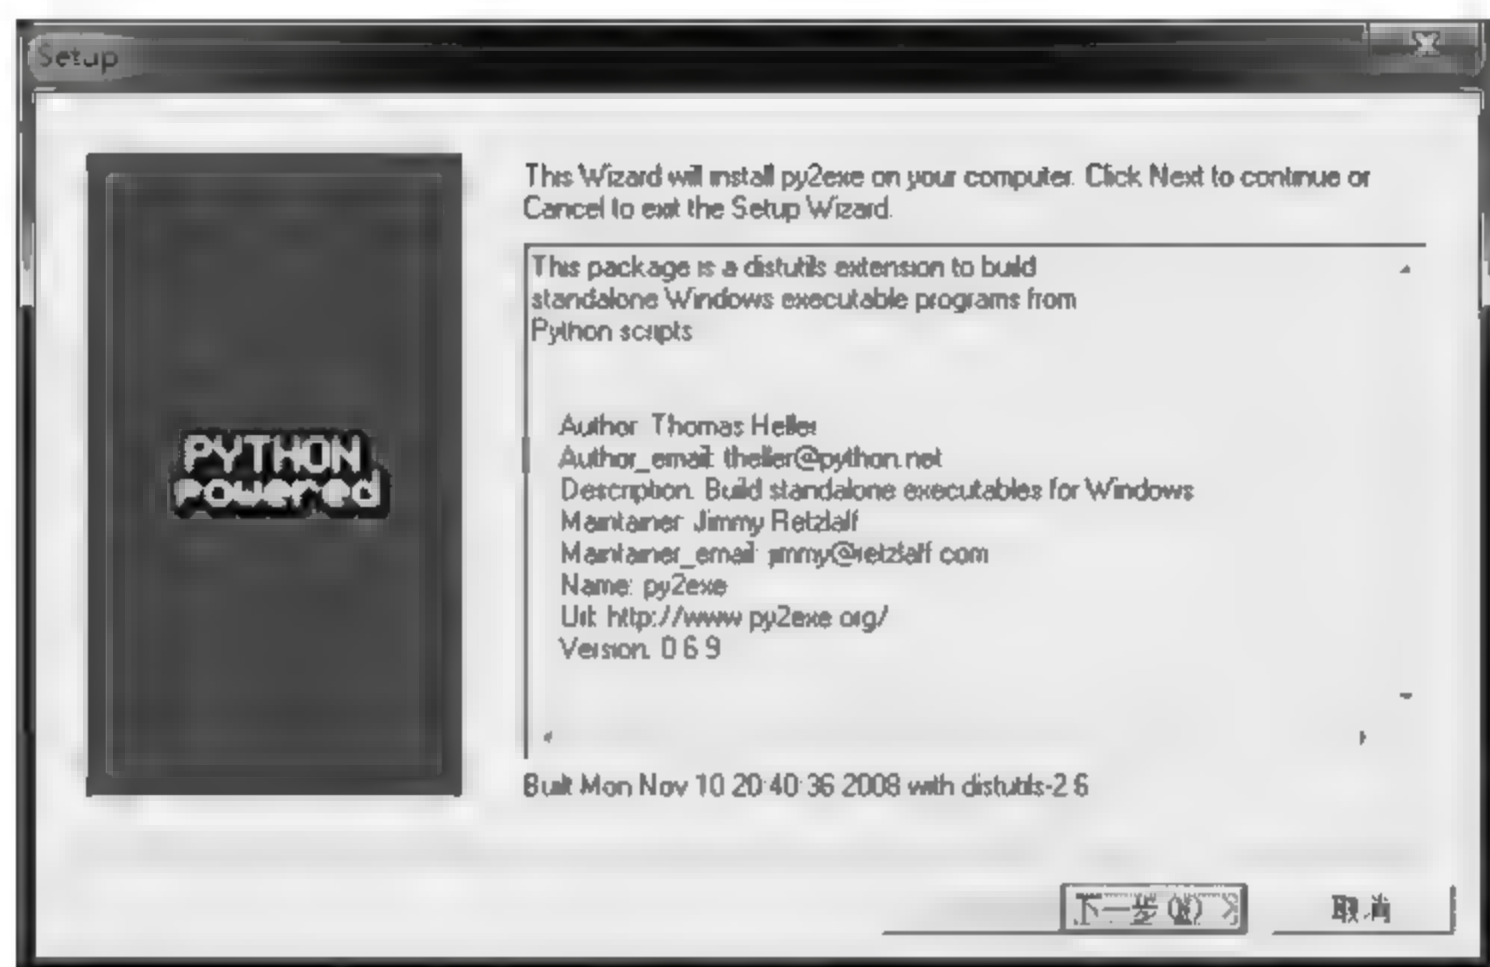 Setup
This Wizard will install py2exe on your computer. Click Next to continue or
Cancel to exit the Setup Wizard.
This package is a distutils extension to build
standalone Windows executable programs from
Python scripts
PYTHON
powered
Author: Thomas Heller
Author_email: theller@python.net
Description: Build standalone executables for Windows
Maintainer: Jimmy Retzlaff
Maintainer_email: jimmy@retzlaff.com
Name: py2exe
Url: http://www.py2exe.org/
Version: 0.6.9
Built Mon Nov 10 20:40:36 2008 with distutils-2.6
下一步(N) >
取消